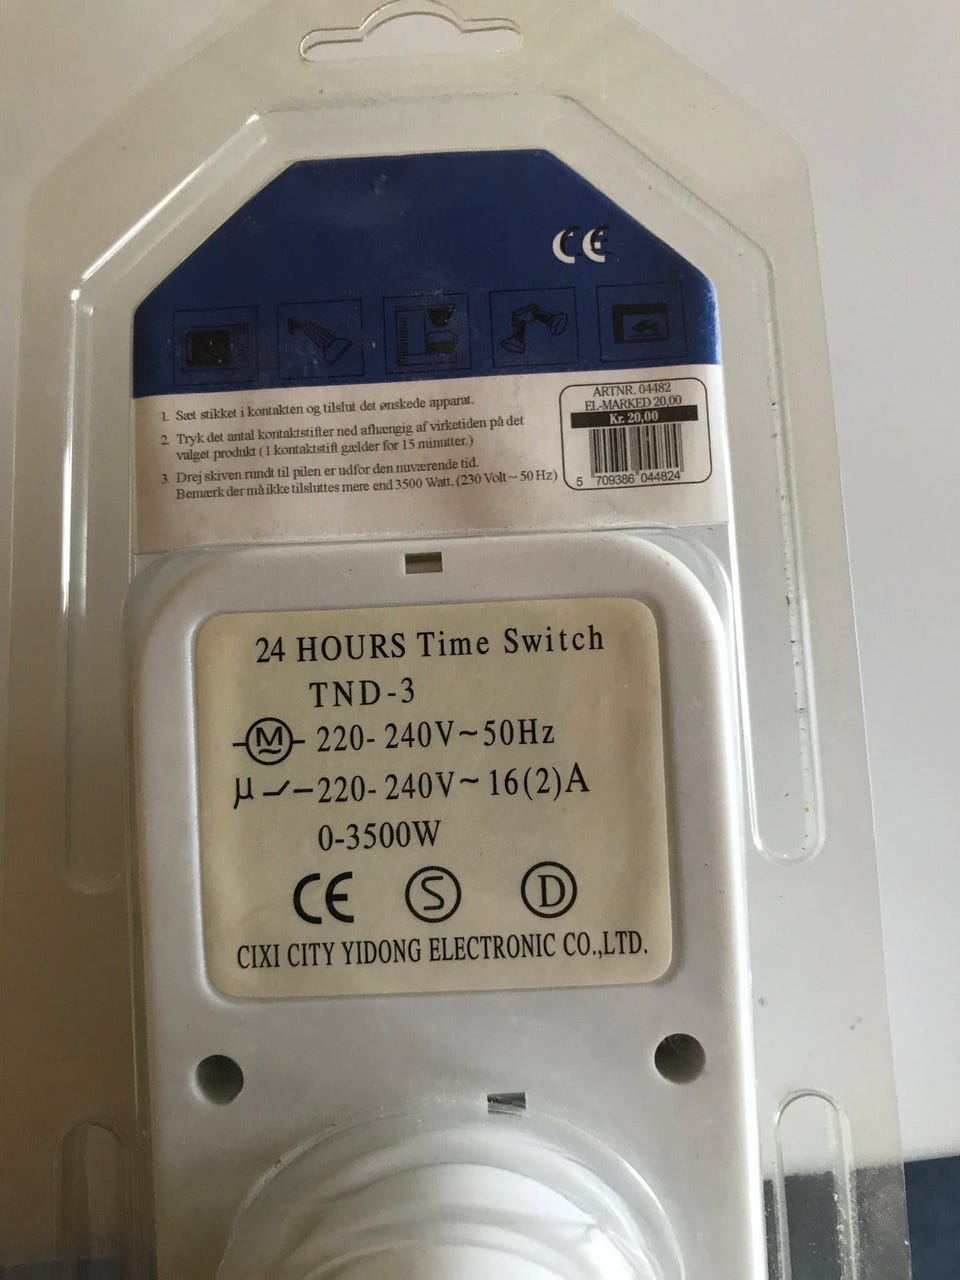 CE
1. Sæt stikket i kontakten og tilslut det ønskede apparat.
2. Tryk det antal kontaktstifter ned afhængig af virketiden på det
valget produkt (1 kontaktstift gælder for 15 minutter.)
3. Drej skiven rundt til pilen er udfor den nuværende tid.
Bemærk der må ikke tilsluttes mere end 3500 Watt. (230 Volt~50 Hz)
ARTNR. 04482
EL-MARKED 20,00
Kr. 20,00
5 709386 044824
24 HOURS Time Switch
TND-3
M 220-240V~50Hz
µ 220-240V~16(2)A
0-3500W
CE S D
CIXI CITY YIDONG ELECTRONIC CO.,LTD.